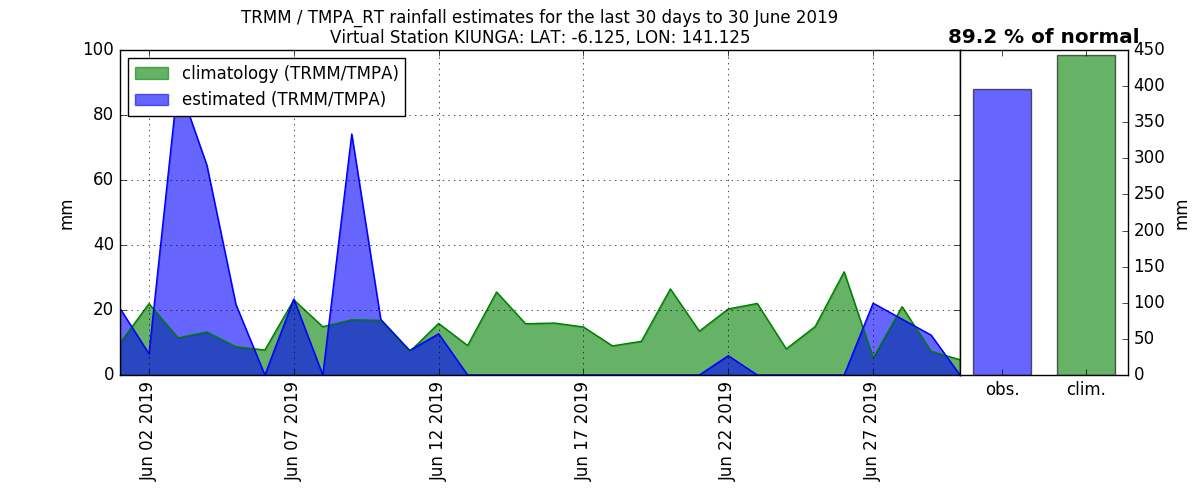 TRMM / TMPA_RT rainfall estimates for the last 30 days to 30 June 2019
Virtual Station KIUNGA: LAT: -6.125, LON: 141.125
89.2 % of normal
climatology (TRMM/TMPA)
estimated (TRMM/TMPA)
100
80
60
40
20
0
mm
Jun 02 2019
Jun 07 2019
Jun 12 2019
Jun 17 2019
Jun 22 2019
Jun 27 2019
450
400
350
300
250
200
150
100
50
0
mm
obs.
clim.